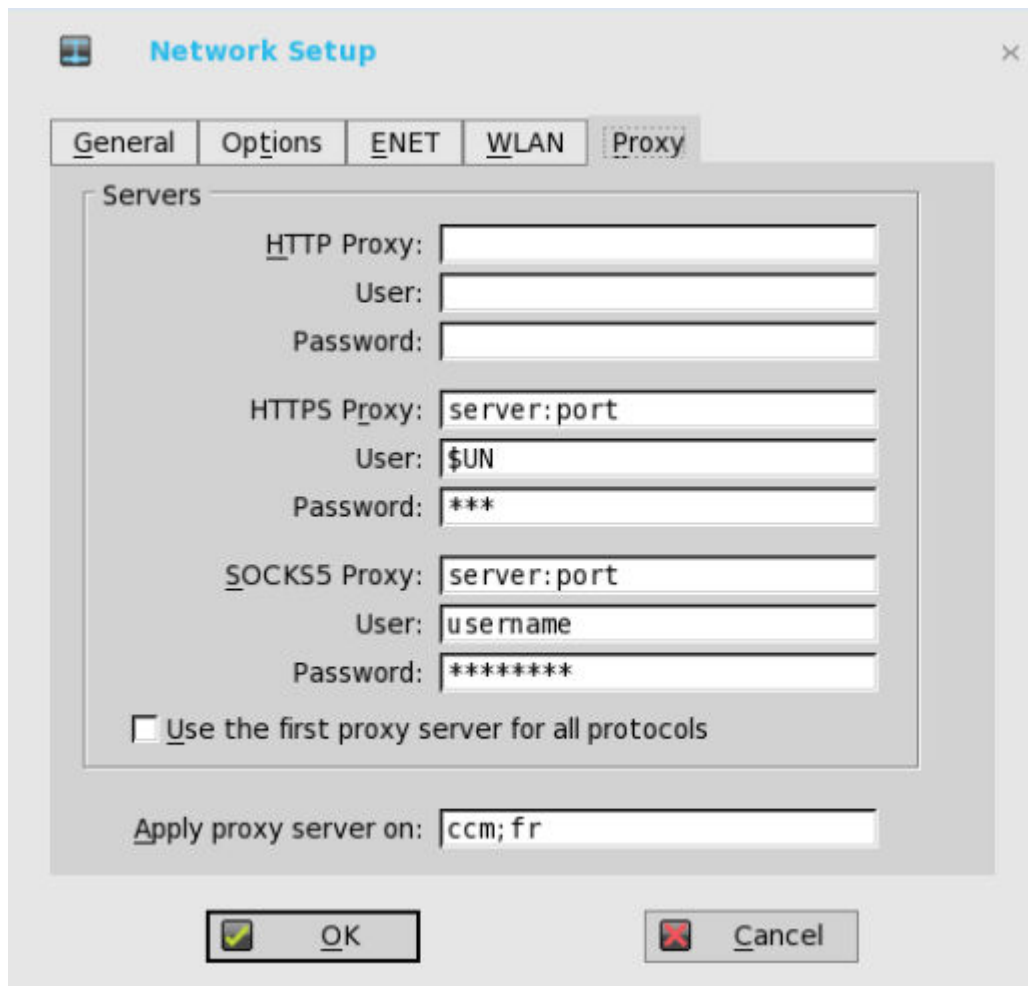 Network Setup
General Options ENET WLAN Proxy
Servers
HTTP Proxy:
User:
Password:
HTTPS Proxy: server:port
User: $UN
Password: ***
SOCKS5 Proxy: server:port
User: username
Password: ********
Use the first proxy server for all protocols
Apply proxy server on: ccm;fr
OK Cancel